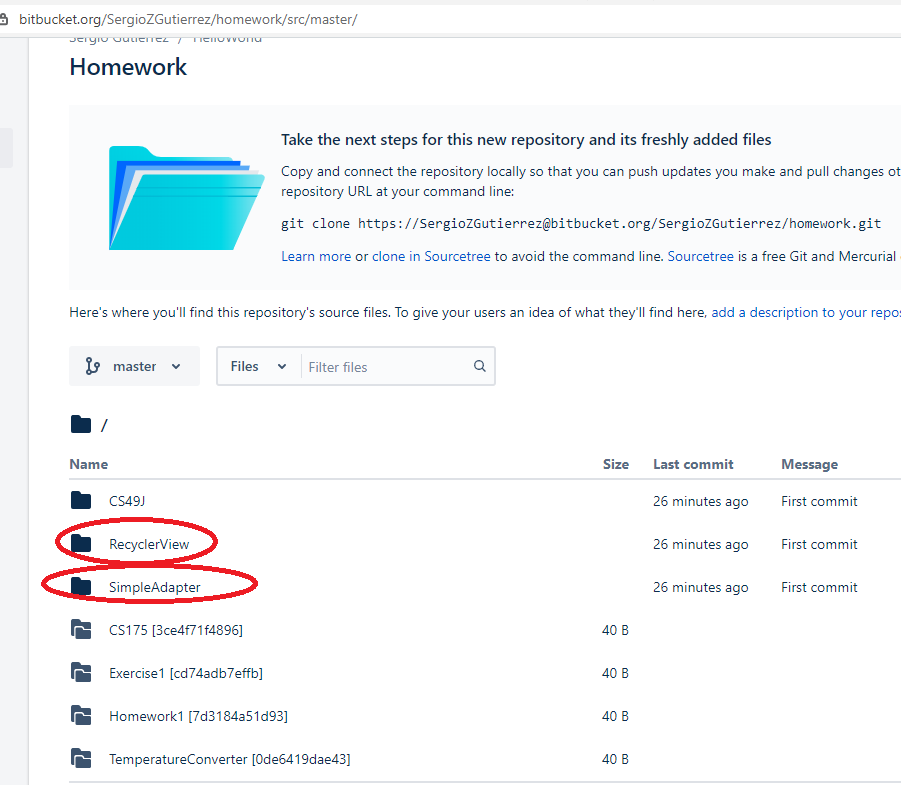 bitbucket.org/SergioZGutierrez/homework/src/master/
Sergio Gutierrez / HelloWorld
Homework
Take the next steps for this new repository and its freshly added files
Copy and connect the repository locally so that you can push updates you make and pull changes ot
repository URL at your command line:
git clone https://SergioZGutierrez@bitbucket.org/SergioZGutierrez/homework.git
Learn more or clone in Sourcetree to avoid the command line. Sourcetree is a free Git and Mercurial
Here's where you'll find this repository's source files. To give your users an idea of what they'll find here, add a description to your repos
master Files Filter files
/
Name Size Last commit Message
CS49J 26 minutes ago First commit
RecyclerView 26 minutes ago First commit
SimpleAdapter 26 minutes ago First commit
CS175 [3ce4f71f4896] 40 B
Exercise1 [cd74adb7effb] 40 B
Homework1 [7d3184a51d93] 40 B
TemperatureConverter [0de6419dae43] 40 B